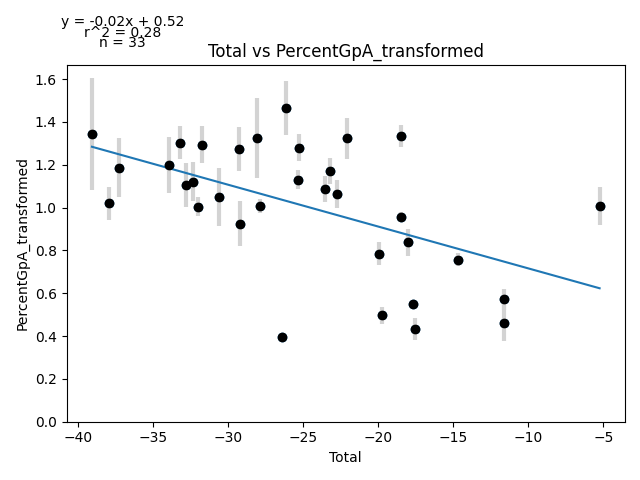 y = -0.02x + 0.52
r^2 = 0.28
n = 33
Total vs PercentGpA_transformed
PercentGpA_transformed
1.6
1.4
1.2
1.0
0.8
0.6
0.4
0.2
0.0
−40 −35 −30 −25 −20 −15 −10 −5
Total